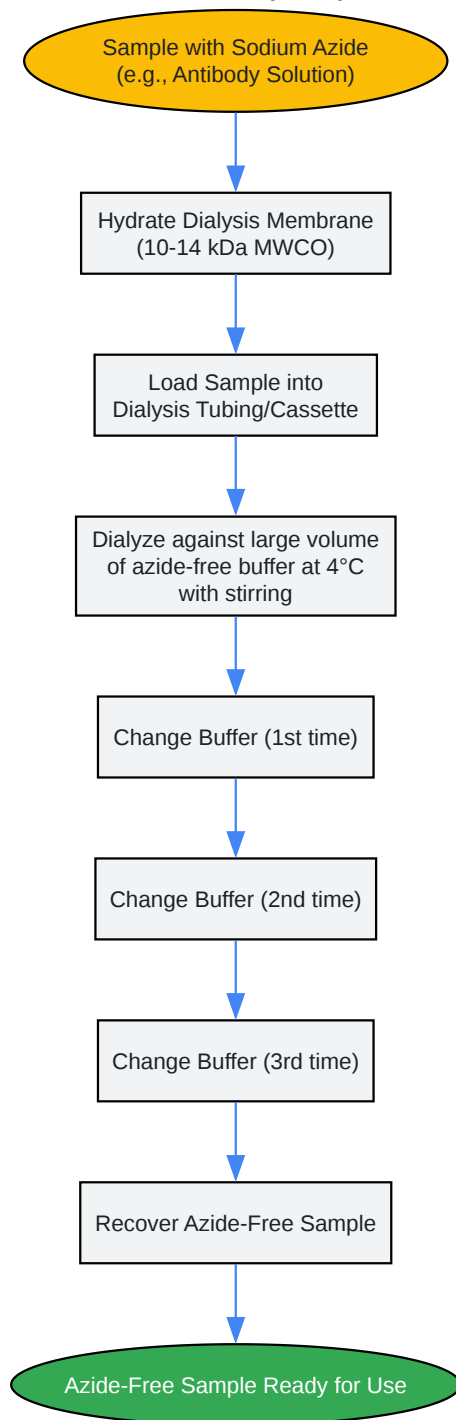 Sample with Sodium Azide
(e.g., Antibody Solution)
Hydrate Dialysis Membrane
(10-14 kDa MWCO)
Load Sample into
Dialysis Tubing/Cassette
Dialyze against large volume
of azide-free buffer at 4°C
with stirring
Change Buffer (1st time)
Change Buffer (2nd time)
Change Buffer (3rd time)
Recover Azide-Free Sample
Azide-Free Sample Ready for Use